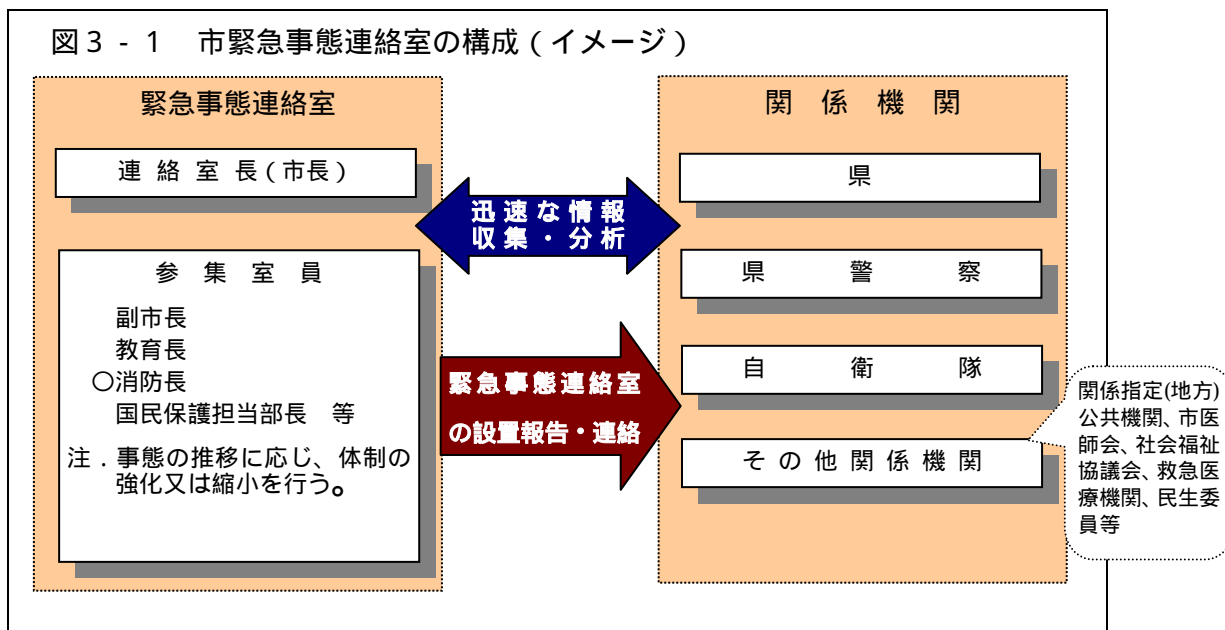 図3-1 市緊急事態連絡室の構成(イメージ)
緊急事態連絡室
連絡室長(市長)
参集室員
副市長
教育長
○消防長
国民保護担当部長 等
注.事態の推移に応じ、体制の
強化又は縮小を行う。
迅速な情報
収集・分析
緊急事態連絡室
の設置報告・連絡
関係機関
県
県警察
自衛隊
その他関係機関
関係指定(地方)
公共機関、市医
師会、社会福祉
協議会、救急医
療機関、民生委
員等